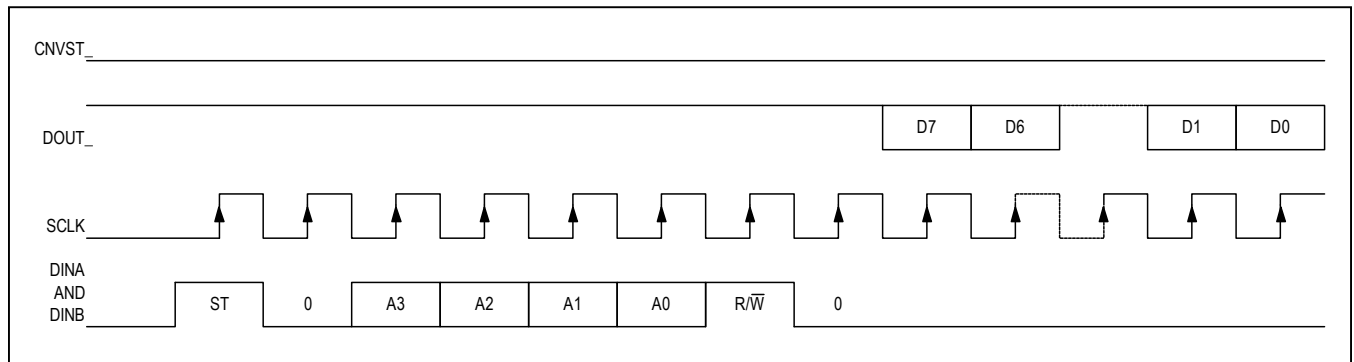 CNVST_
D7 D6 D1 D0
DOUT_
SCLK
DINA
AND
DINB
ST 0 A3 A2 A1 A0 R/W̅ 0